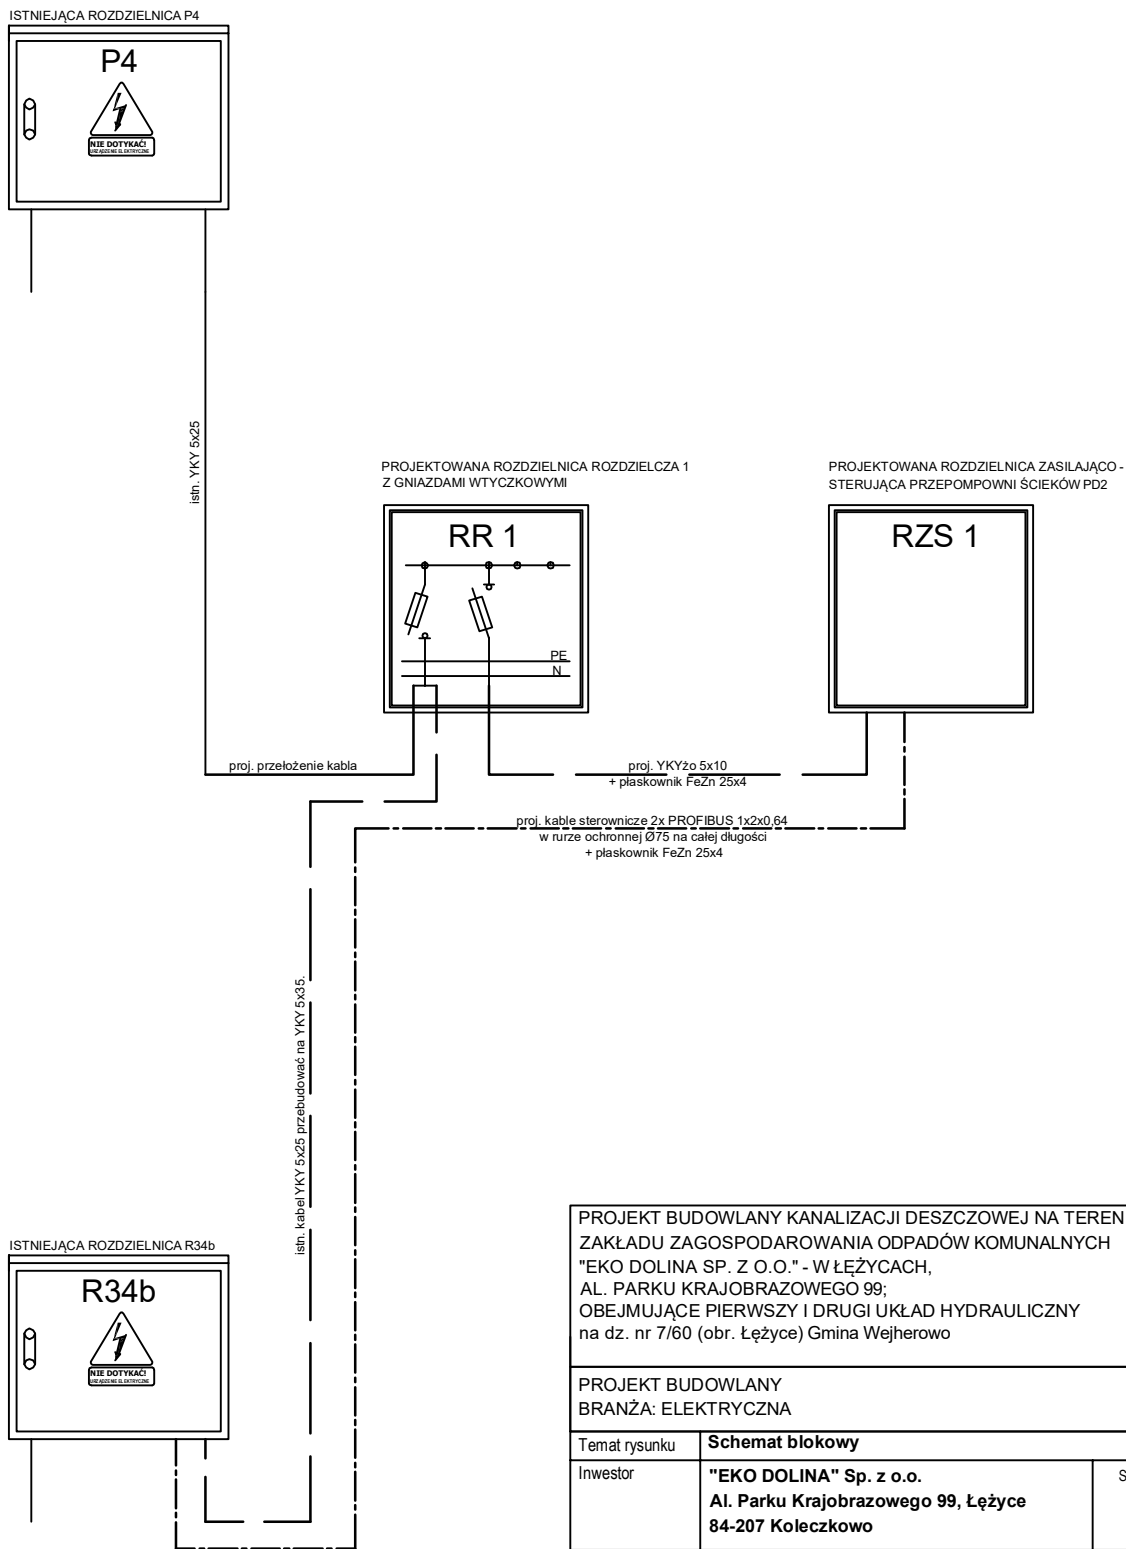 ISTNIEJĄCA ROZDZIELNICA P4
P4
NIE DOTYKAĆ!
URZĄDZENIE ELEKTRYCZNE
istn. YKY 5x25
PROJEKTOWANA ROZDZIELNICA ROZDZIELCZA 1
Z GNIAZDAMI WTYCZKOWYMI
RR 1
PE
N
PROJEKTOWANA ROZDZIELNICA ZASILAJĄCO -
STERUJĄCA PRZEPOMPOWNI ŚCIEKÓW PD2
RZS 1
proj. przełożenie kabla
proj. YKYżo 5x10
+ płaskownik FeZn 25x4
proj. kable sterownicze 2x PROFIBUS 1x2x0,64
w rurze ochronnej Ø75 na całej długości
+ płaskownik FeZn 25x4
istn. kabel YKY 5x25 przebudować na YKY 5x35.
ISTNIEJĄCA ROZDZIELNICA R34b
R34b
NIE DOTYKAĆ!
URZĄDZENIE ELEKTRYCZNE
PROJEKT BUDOWLANY KANALIZACJI DESZCZOWEJ NA TEREN
ZAKŁADU ZAGOSPODAROWANIA ODPADÓW KOMUNALNYCH
"EKO DOLINA SP. Z O.O." - W ŁĘŻYCACH,
AL. PARKU KRAJOBRAZOWEGO 99;
OBEJMUJĄCE PIERWSZY I DRUGI UKŁAD HYDRAULICZNY
na dz. nr 7/60 (obr. Łężyce) Gmina Wejherowo
PROJEKT BUDOWLANY
BRANŻA: ELEKTRYCZNA
Temat rysunku
Schemat blokowy
Inwestor
"EKO DOLINA" Sp. z o.o.
Al. Parku Krajobrazowego 99, Łężyce
84-207 Koleczkowo
S